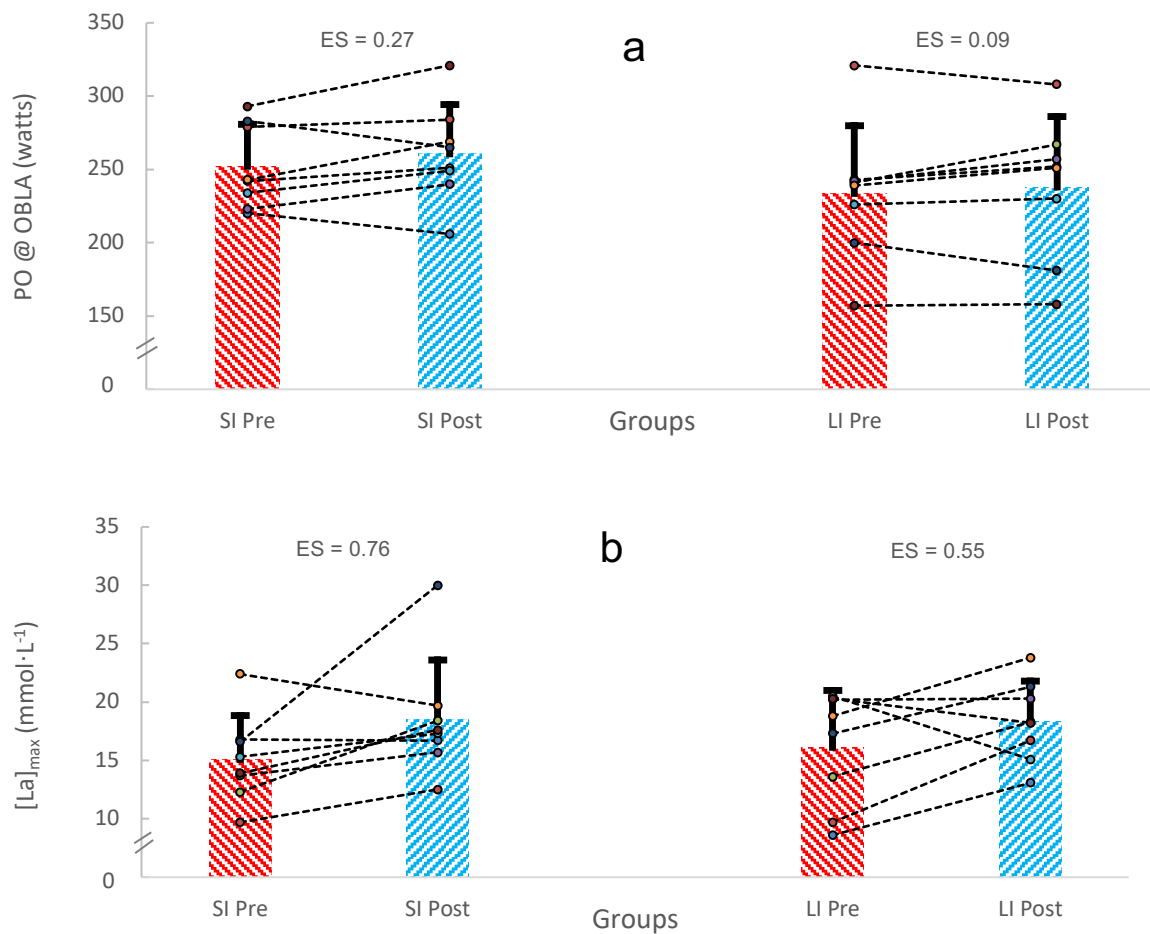 350
ES = 0.27
a
ES = 0.09
300
250
200
150
0
PO @ OBLA (watts)
SI Pre
SI Post
Groups
LI Pre
LI Post
35
ES = 0.76
b
ES = 0.55
30
25
20
15
10
0
[La]max (mmol·L-1)
SI Pre
SI Post
Groups
LI Pre
LI Post